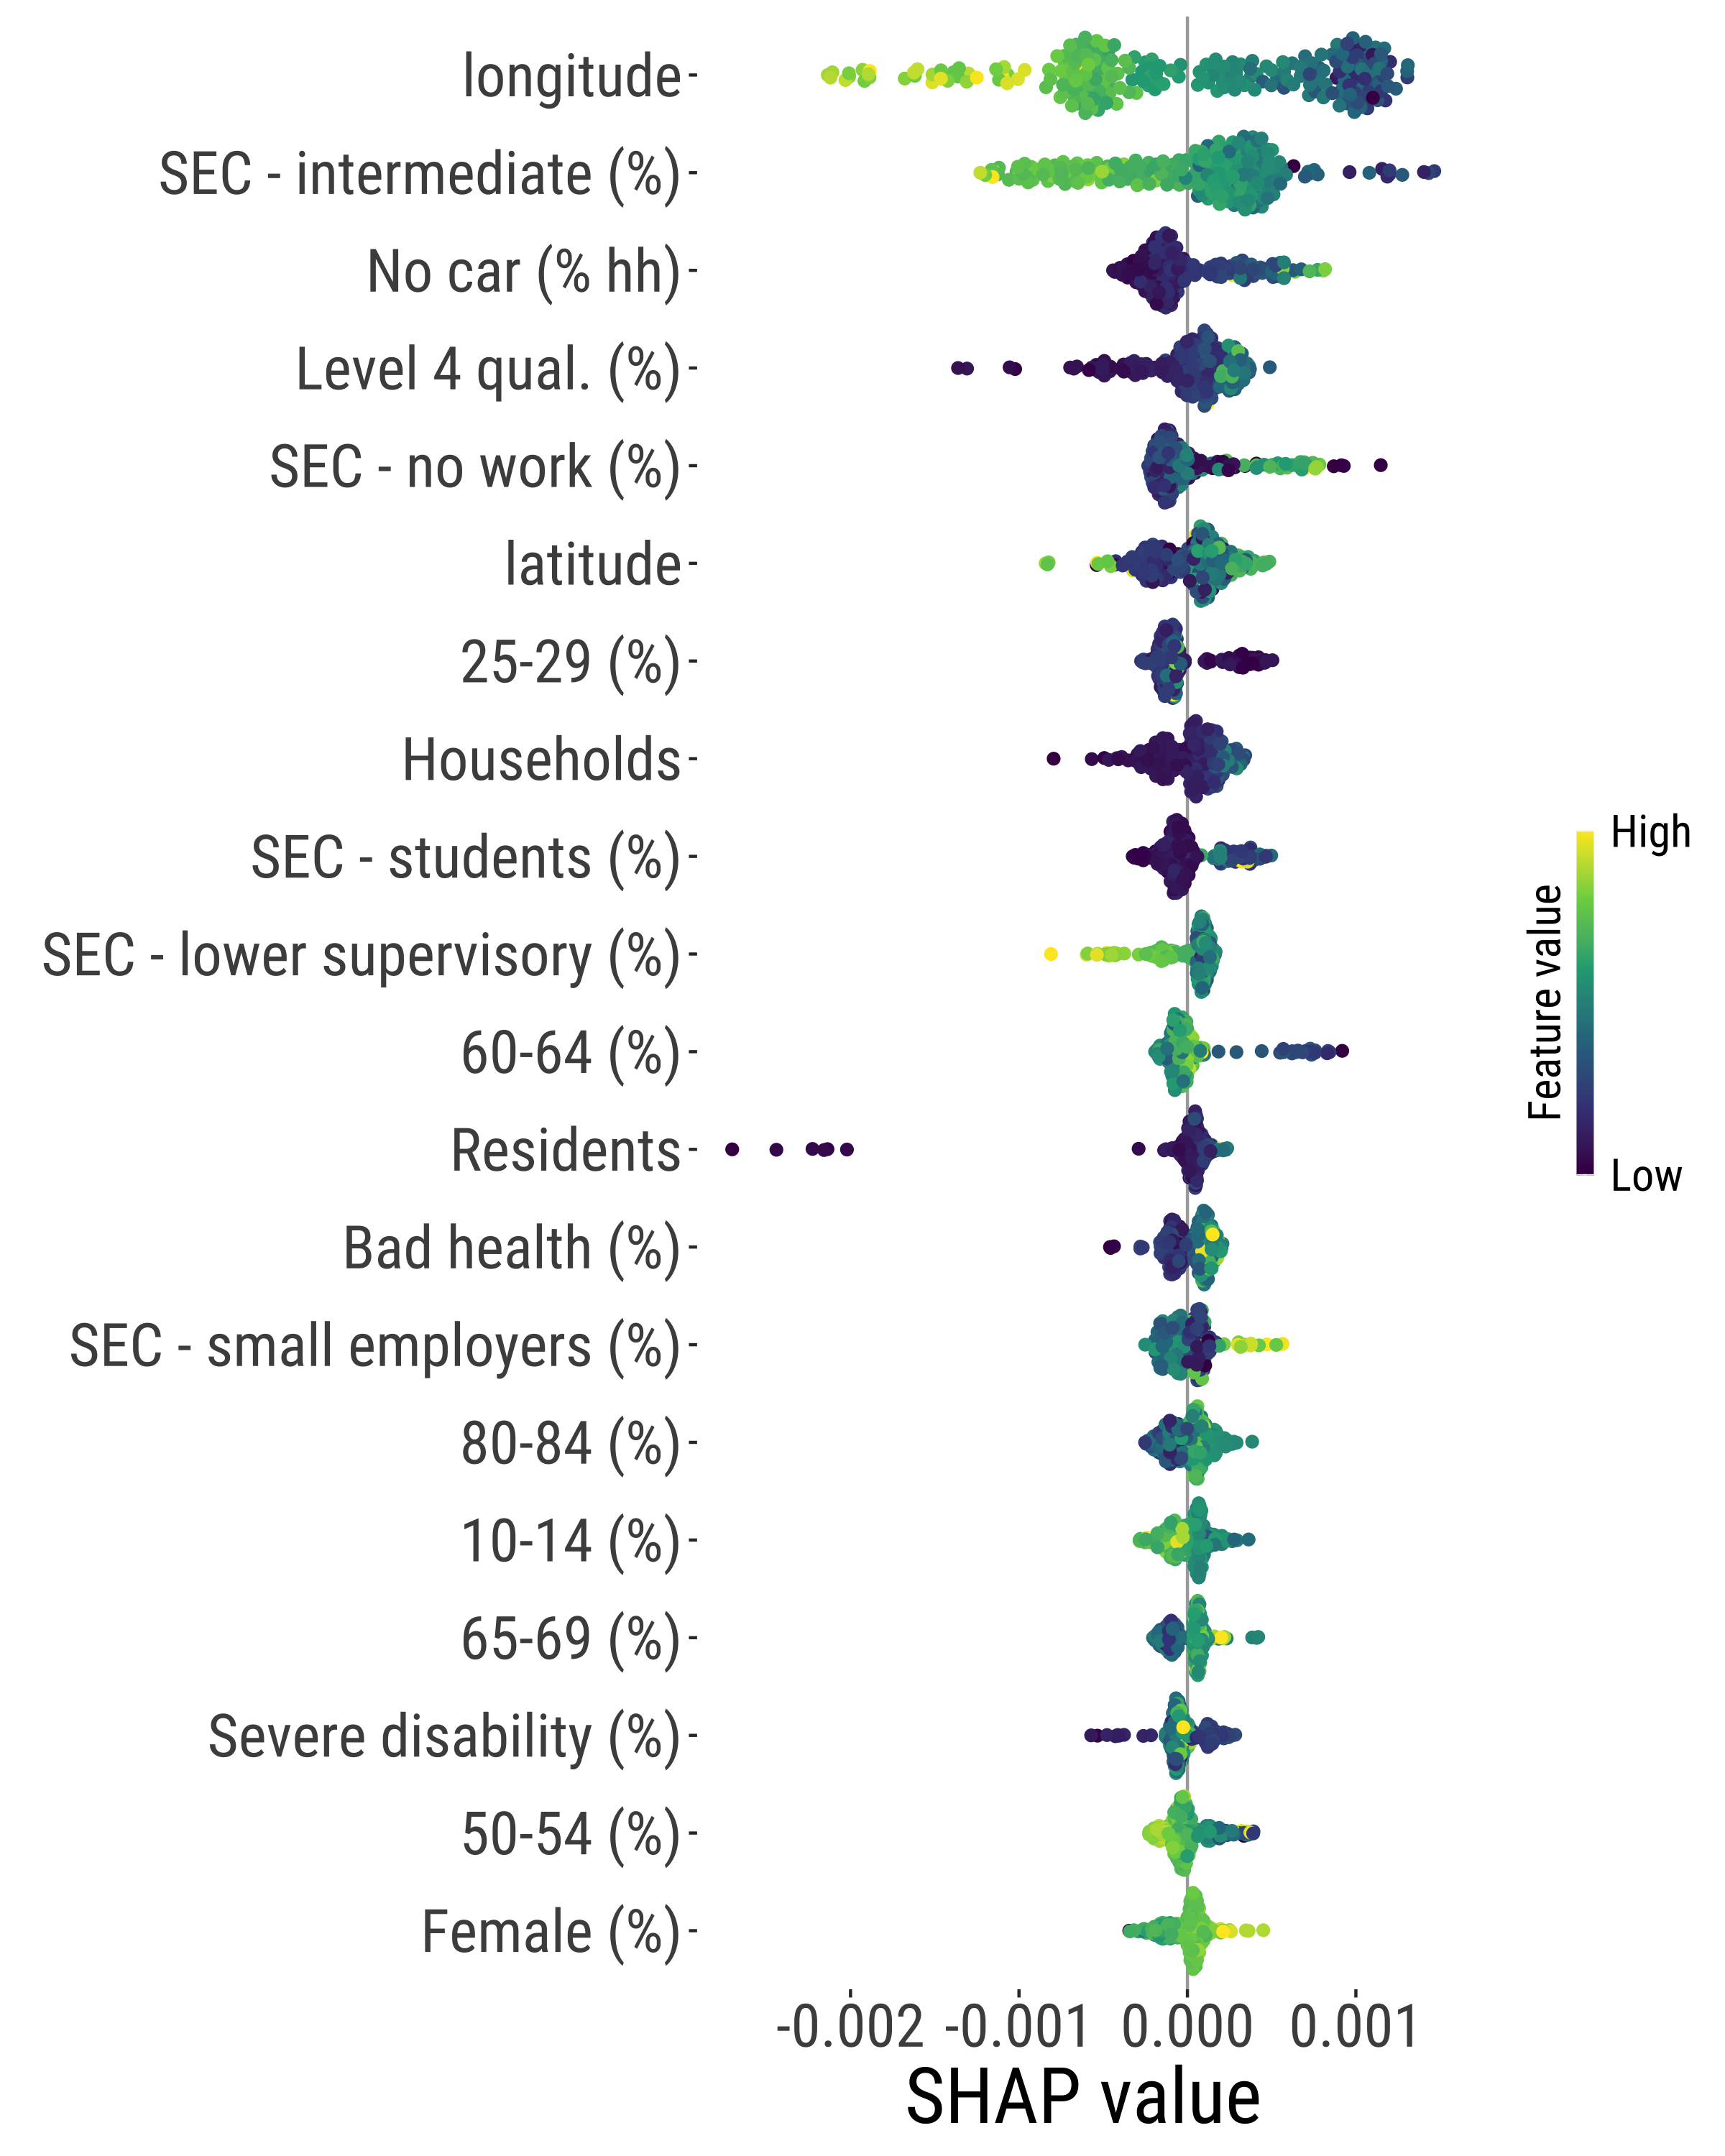 longitude
SEC - intermediate (%)
No car (% hh)
Level 4 qual. (%)
SEC - no work (%)
latitude
25-29 (%)
Households
SEC - students (%)
SEC - lower supervisory (%)
60-64 (%)
Residents
Bad health (%)
SEC - small employers (%)
80-84 (%)
10-14 (%)
65-69 (%)
Severe disability (%)
50-54 (%)
Female (%)
-0.002 -0.001 0.000 0.001
SHAP value
High
Feature value
Low